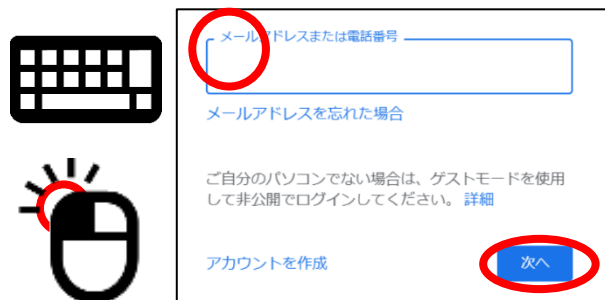 メールアドレスまたは電話番号
メールアドレスを忘れた場合
ご自分のパソコンでない場合は、ゲストモードを使用
して非公開でログインしてください。 詳細
アカウントを作成
次へ